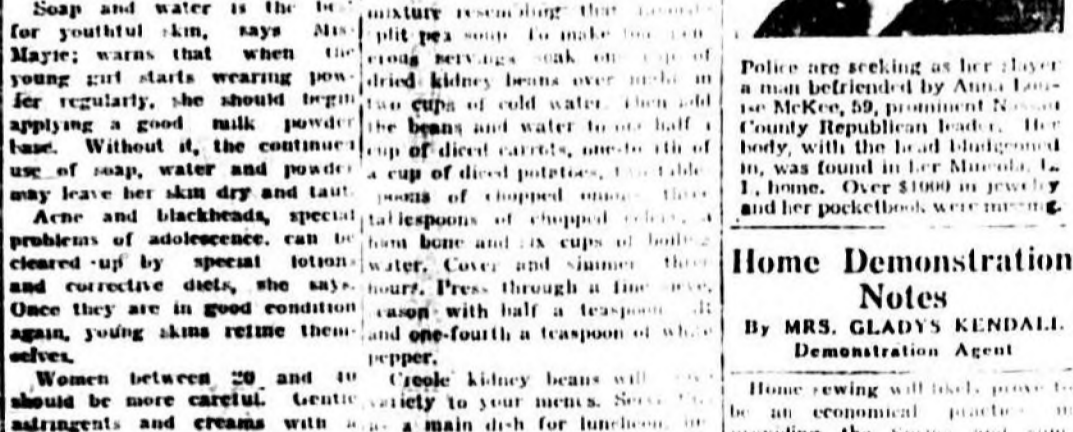 Soap and water is the
for youthful skin, says
Mayie; warns that when the
young girl starts wearing pow-
der regularly, she should begin
applying a good milk powder
base. Without it, the continued
use of soap, water and powder
may leave her skin dry and taut.
Acne and blackheads, special
problems of adolescence, can be
cleared up by special lotions
and corrective diets, she says.
Once they are in good condition
again, young skins refine them-
selves.
Women between 20 and 40
should be more careful. Gentle
astringents and creams with a
mixture resembling that
split pea soup. To make
servings soak one cup of
dried kidney beans over night in
two cups of cold water. Then add
the beans and water to one half a
cup of diced carrots,
a cup of diced potatoes,
spoons of chopped onions, three
tablespoons of chopped celery, a
ham bone and six cups of boiling
water. Cover and simmer three
hours. Press through a fine sieve,
season with half a teaspoon
and one-fourth a teaspoon of white
pepper.
Creole kidney beans will
variety to your menus. Serve
as a main dish for luncheon,
Police are seeking as her slayer
a man befriended by Anna Lou-
ise McKee, 59, prominent Nassau
County Republican leader. Her
body, with the head bludgeoned
in, was found in her Mineola, L.
I., home. Over $1000 in jewelry
and her pocketbook were missing.
Home Demonstration
Notes
By MRS. GLADYS KENDALL
Demonstration Agent
Home sewing will likely prove to
be an economical practice in
the